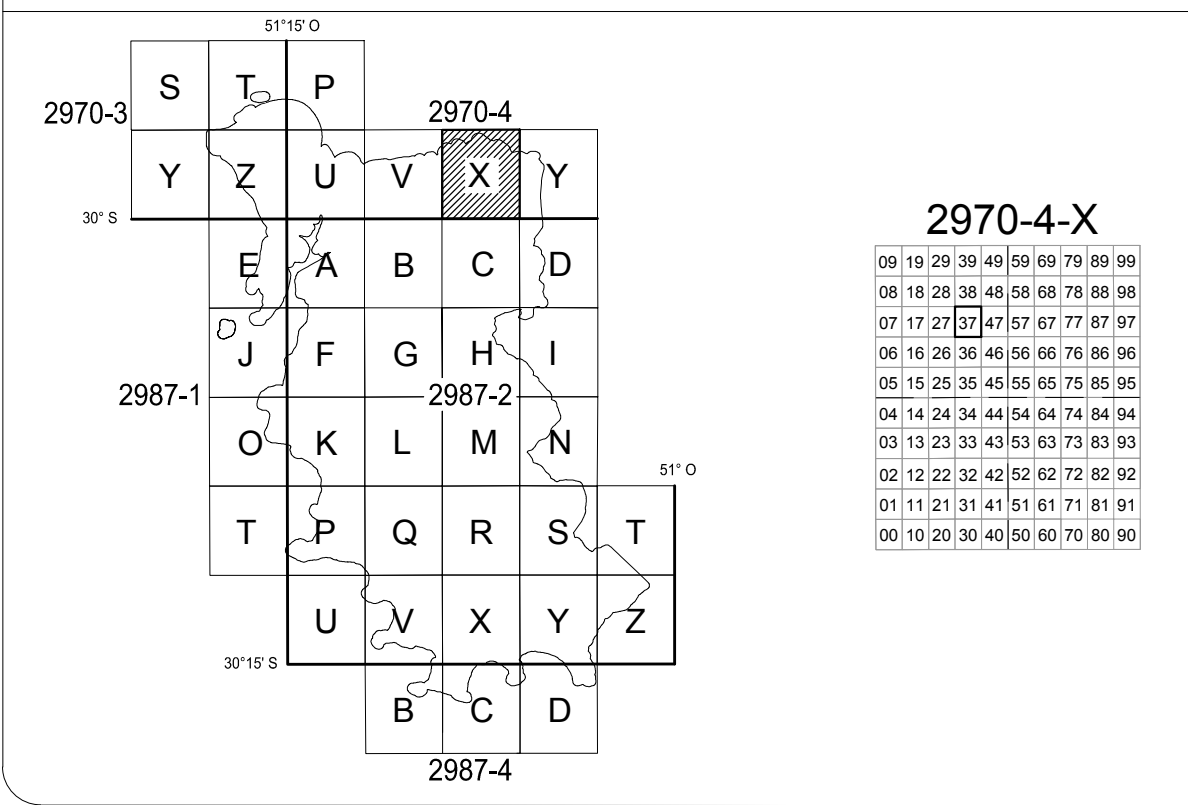 51°15' O
S T P
2970-3 2970-4
Y Z U V X Y
30° S
E A B C D
J F G H I
2987-1 2987-2
O K L M N
51° O
T P Q R S T
U V X Y Z
30°15' S
B C D
2987-4
2970-4-X
09 19 29 39 49 59 69 79 89 99
08 18 28 38 48 58 68 78 88 98
07 17 27 37 47 57 67 77 87 97
06 16 26 36 46 56 66 76 86 96
05 15 25 35 45 55 65 75 85 95
04 14 24 34 44 54 64 74 84 94
03 13 23 33 43 53 63 73 83 93
02 12 22 32 42 52 62 72 82 92
01 11 21 31 41 51 61 71 81 91
00 10 20 30 40 50 60 70 80 90